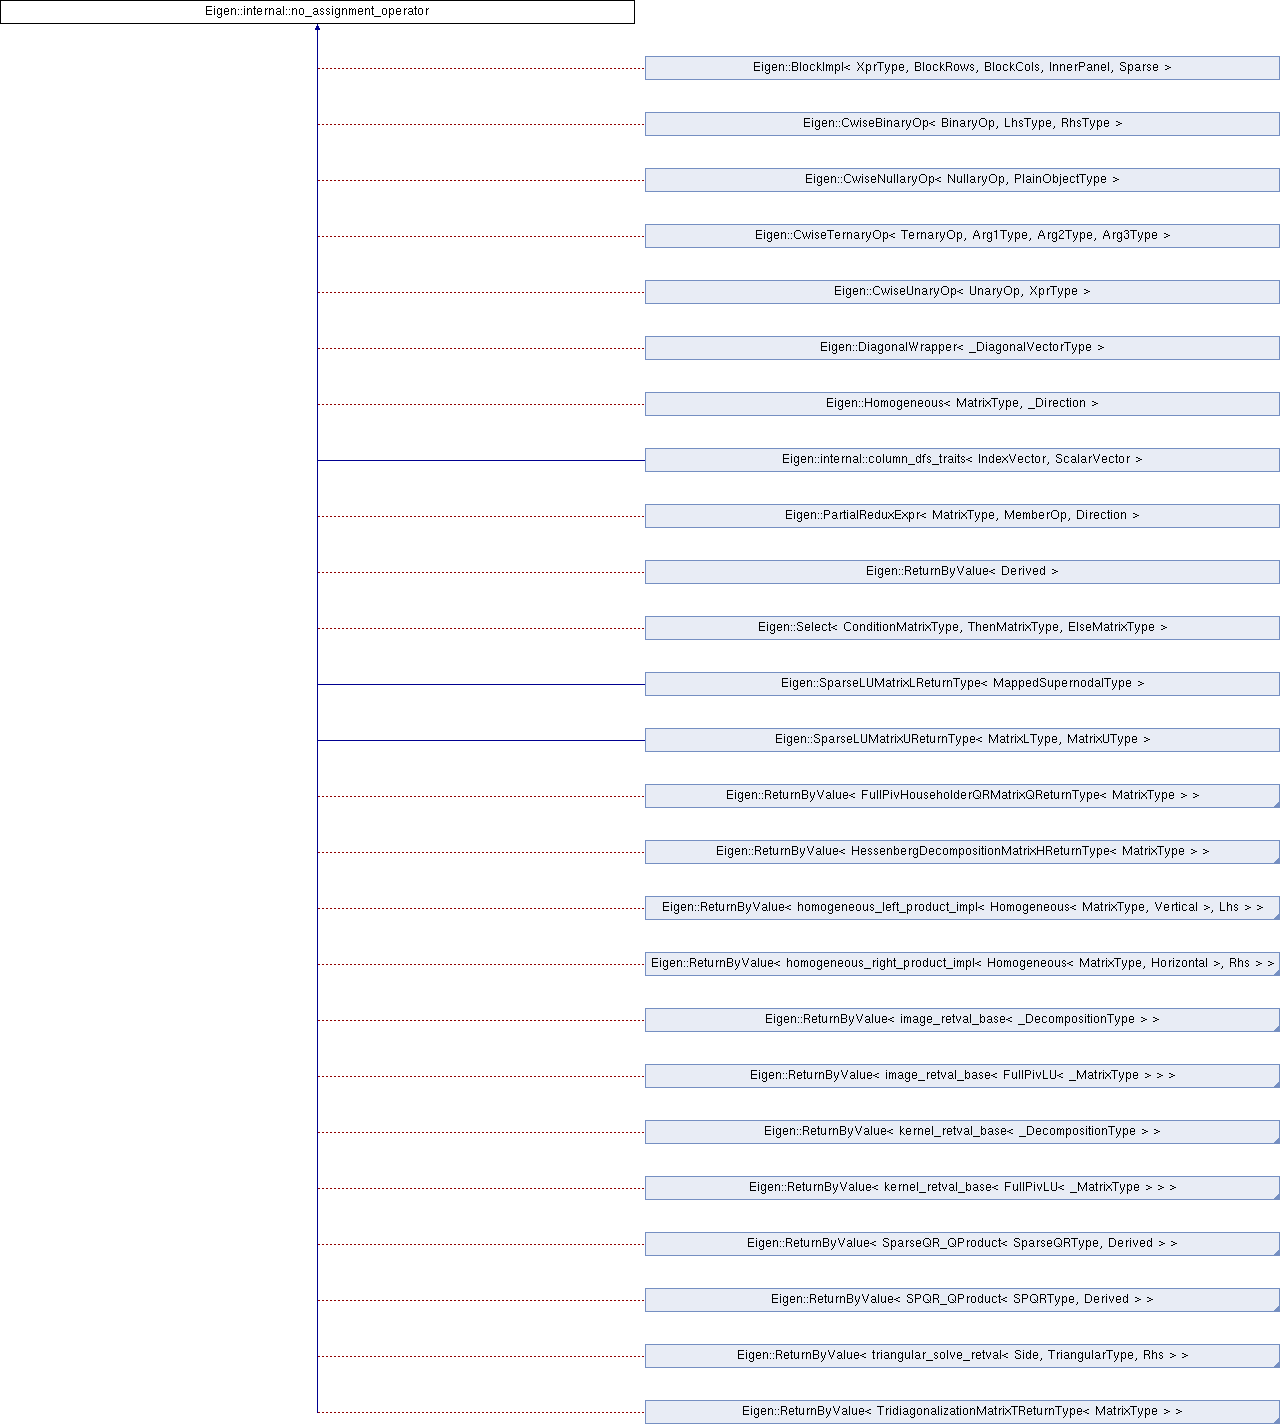 Eigen::internal::no_assignment_operator
Eigen::BlockImpl< XprType, BlockRows, BlockCols, InnerPanel, Sparse >
Eigen::CwiseBinaryOp< BinaryOp, LhsType, RhsType >
Eigen::CwiseNullaryOp< NullaryOp, PlainObjectType >
Eigen::CwiseTernaryOp< TernaryOp, Arg1Type, Arg2Type, Arg3Type >
Eigen::CwiseUnaryOp< UnaryOp, XprType >
Eigen::DiagonalWrapper< _DiagonalVectorType >
Eigen::Homogeneous< MatrixType, _Direction >
Eigen::internal::column_dfs_traits< IndexVector, ScalarVector >
Eigen::PartialReduxExpr< MatrixType, MemberOp, Direction >
Eigen::ReturnByValue< Derived >
Eigen::Select< ConditionMatrixType, ThenMatrixType, ElseMatrixType >
Eigen::SparseLUMatrixLReturnType< MappedSupernodalType >
Eigen::SparseLUMatrixUReturnType< MatrixLType, MatrixUType >
Eigen::ReturnByValue< FullPivHouseholderQRMatrixQReturnType< MatrixType > >
Eigen::ReturnByValue< HessenbergDecompositionMatrixHReturnType< MatrixType > >
Eigen::ReturnByValue< homogeneous_left_product_impl< Homogeneous< MatrixType, Vertical >, Lhs > >
Eigen::ReturnByValue< homogeneous_right_product_impl< Homogeneous< MatrixType, Horizontal >, Rhs > >
Eigen::ReturnByValue< image_retval_base< _DecompositionType > >
Eigen::ReturnByValue< image_retval_base< FullPivLU< _MatrixType > > >
Eigen::ReturnByValue< kernel_retval_base< _DecompositionType > >
Eigen::ReturnByValue< kernel_retval_base< FullPivLU< _MatrixType > > >
Eigen::ReturnByValue< SparseQR_QProduct< SparseQRType, Derived > >
Eigen::ReturnByValue< SPQR_QProduct< SPQRType, Derived > >
Eigen::ReturnByValue< triangular_solve_retval< Side, TriangularType, Rhs > >
Eigen::ReturnByValue< TridiagonalizationMatrixTReturnType< MatrixType > >